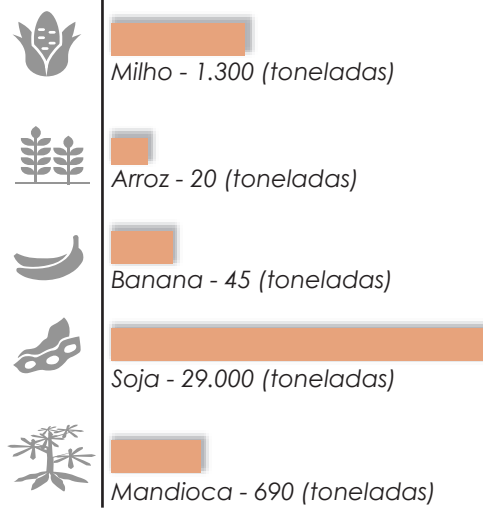 Milho - 1.300 (toneladas)
Arroz - 20 (toneladas)
Banana - 45 (toneladas)
Soja - 29.000 (toneladas)
Mandioca - 690 (toneladas)